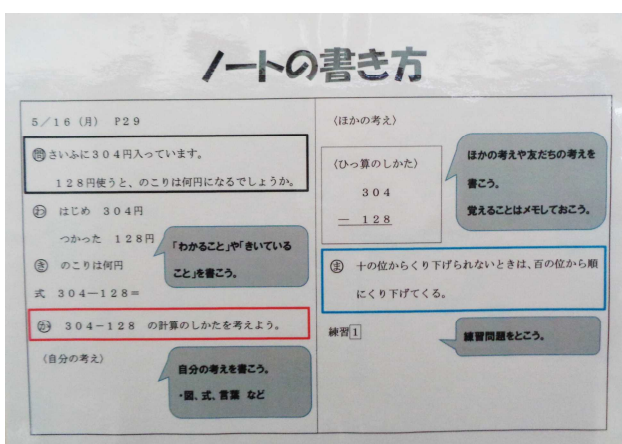 ノートの書き方
5/16(月) P29
問 さいふに304円入っています。
128円使うと、のこりは何円になるでしょうか。
わ はじめ 304円
つかった 128円
「わかること」や「きいている
こと」を書こう。
き のこりは何円
式 304-128=
304-128 の計算のしかたを考えよう。
〈自分の考え〉
自分の考えを書こう。
・図、式、言葉 など
〈ほかの考え〉
〈ひっ算のしかた〉
304
- 128
ほかの考えや友だちの考えを
書こう。
覚えることはメモしておこう。
ま 十の位からくり下げられないときは、百の位から順
にくり下げてくる。
練習1
練習問題をとこう。